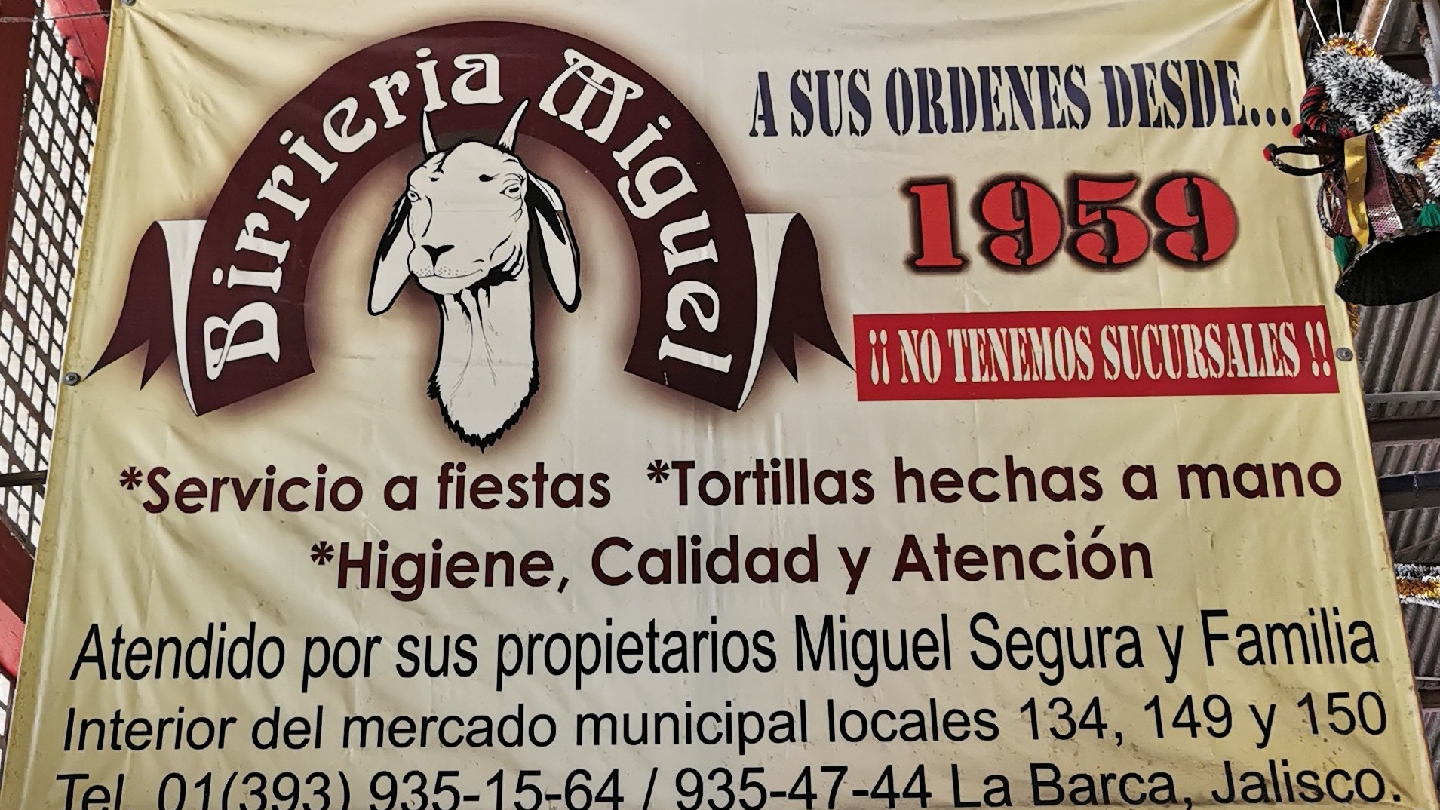 Birrieria Miguel
A SUS ORDENES DESDE...
1959
¡¡ NO TENEMOS SUCURSALES !!
*Servicio a fiestas *Tortillas hechas a mano
*Higiene, Calidad y Atención
Atendido por sus propietarios Miguel Segura y Familia
Interior del mercado municipal locales 134, 149 y 150
Tel. 01(393) 935-15-64 / 935-47-44 La Barca, Jalisco.